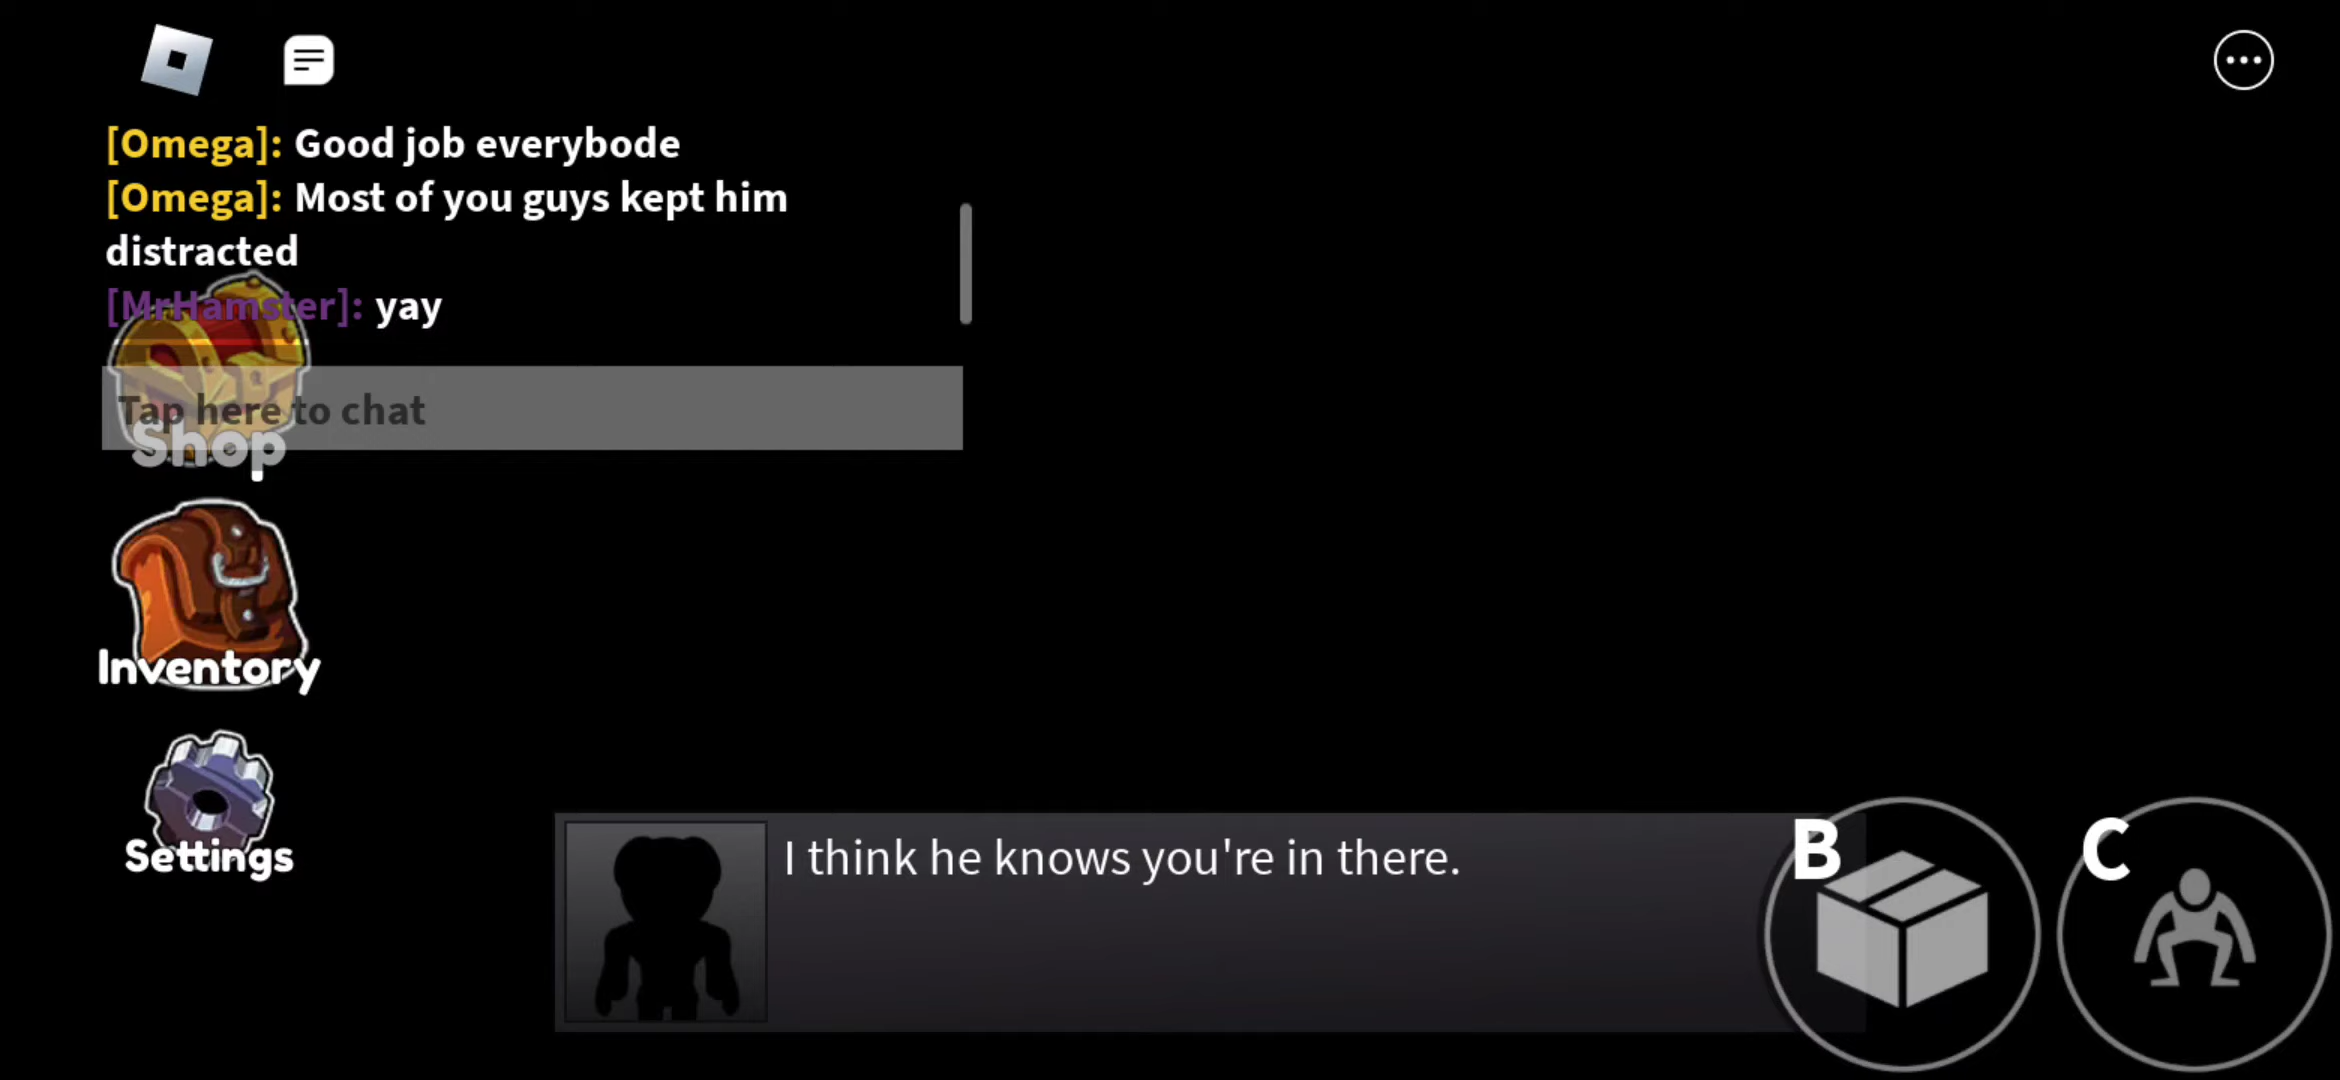 [Omega]: Good job everybode
[Omega]: Most of you guys kept him
distracted
[MrHamster]: yay
Tap here to chat
Shop
Inventory
Settings
I think he knows you're in there.
B
C